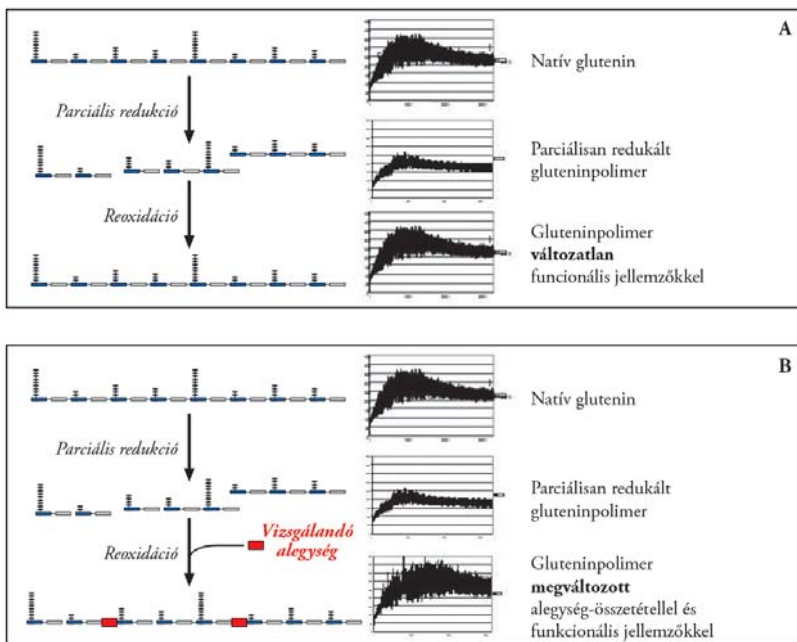 A
Natív glutenin
Parciális redukció
Parciálisan redukált
gluteninpolimer
Reoxidáció
Gluteninpolimer
változatlan
funcionális jellemzőkkel
B
Natív glutenin
Parciális redukció
Parciálisan redukált
gluteninpolimer
Vizsgálandó
alegység
Reoxidáció
Gluteninpolimer
megváltozott
alegység-összetétellel és
funkcionális jellemzőkkel